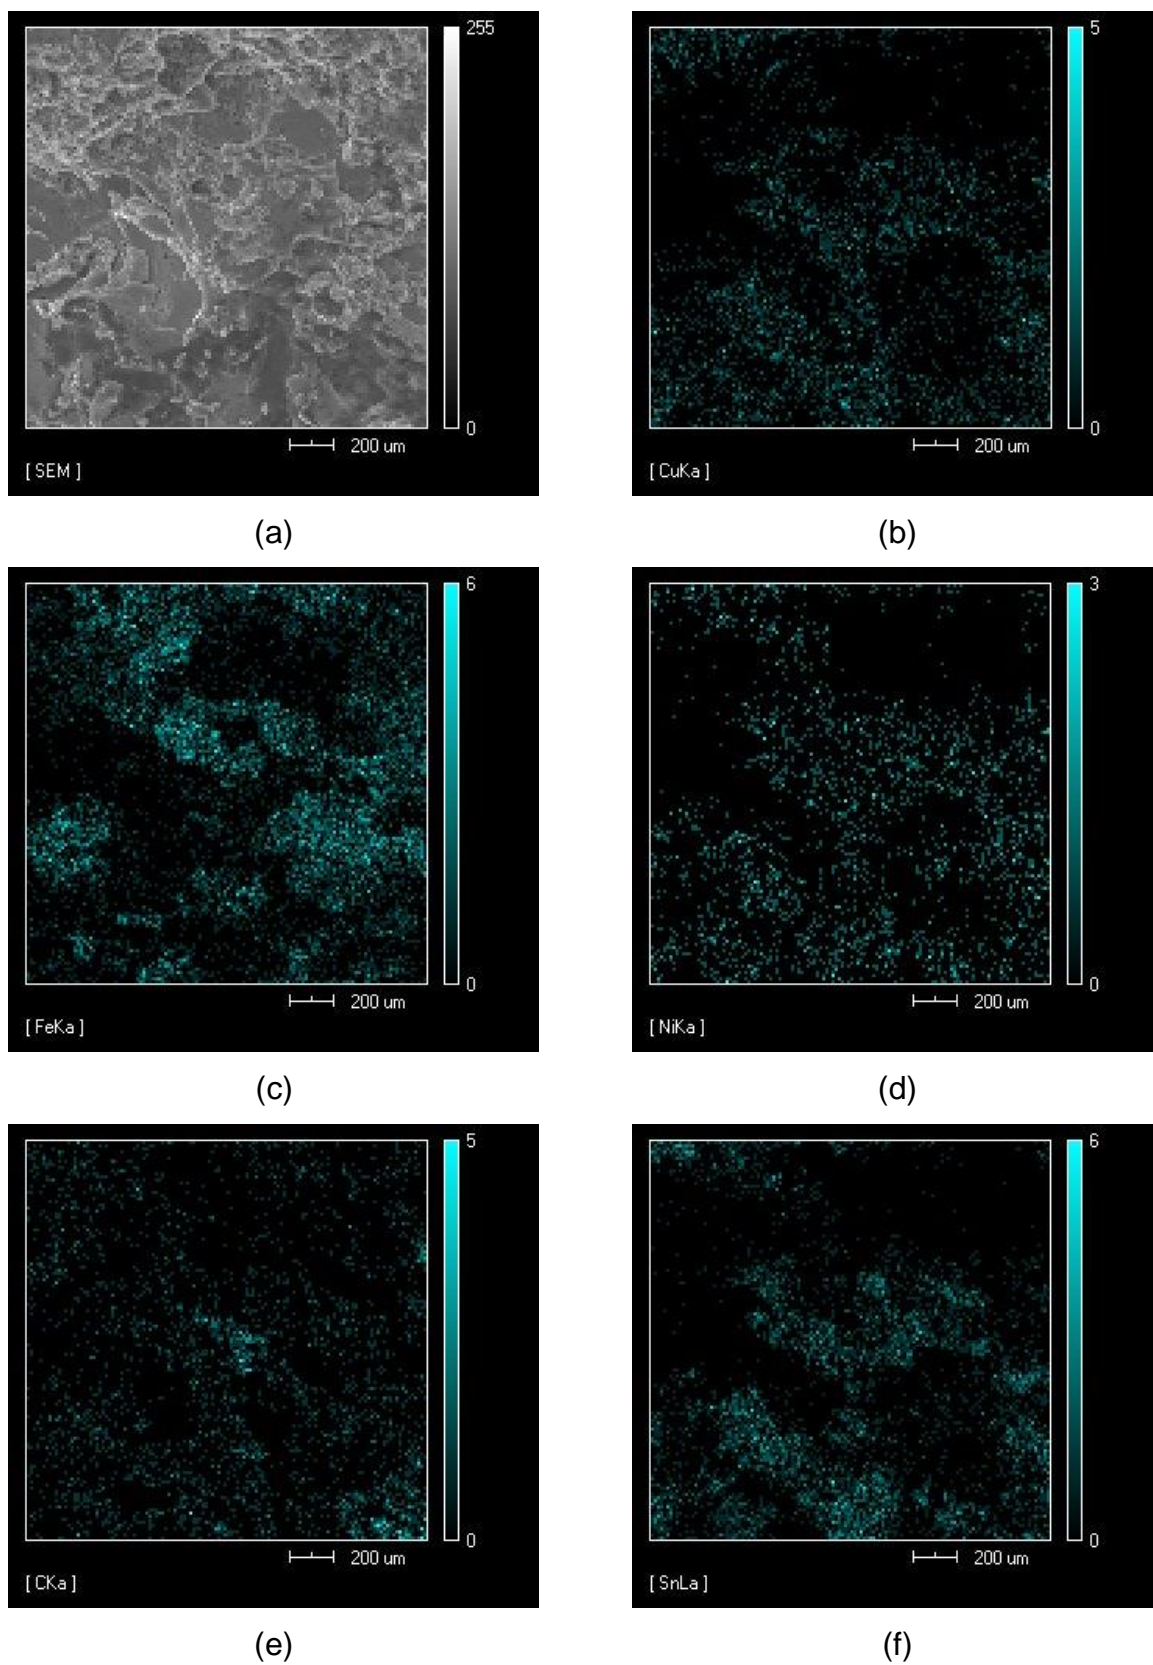 255 5
0 0
200 um 200 um
[ SEM ] [ CuKa ]
(a) (b)
6 3
0 0
200 um 200 um
[ FeKa ] [ NiKa ]
(c) (d)
5 6
0 0
200 um 200 um
[ CKa ] [ SnLa ]
(e) (f)